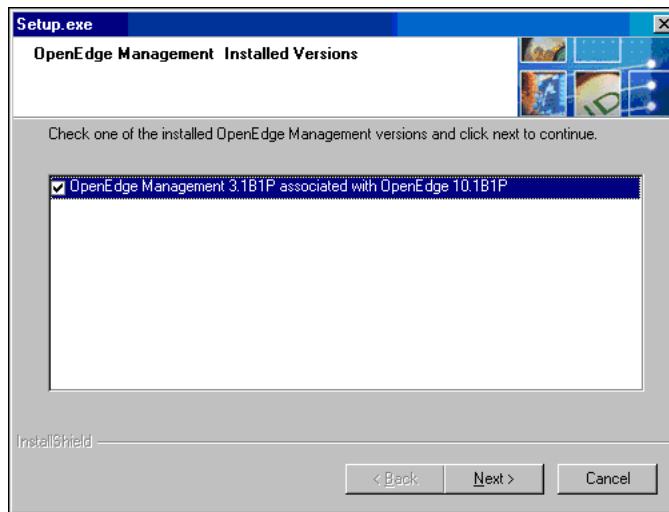 Setup.exe
OpenEdge Management Installed Versions
Check one of the installed OpenEdge Management versions and click next to continue.
OpenEdge Management 3.1B1P associated with OpenEdge 10.1B1P
InstallShield
< Back
Next >
Cancel